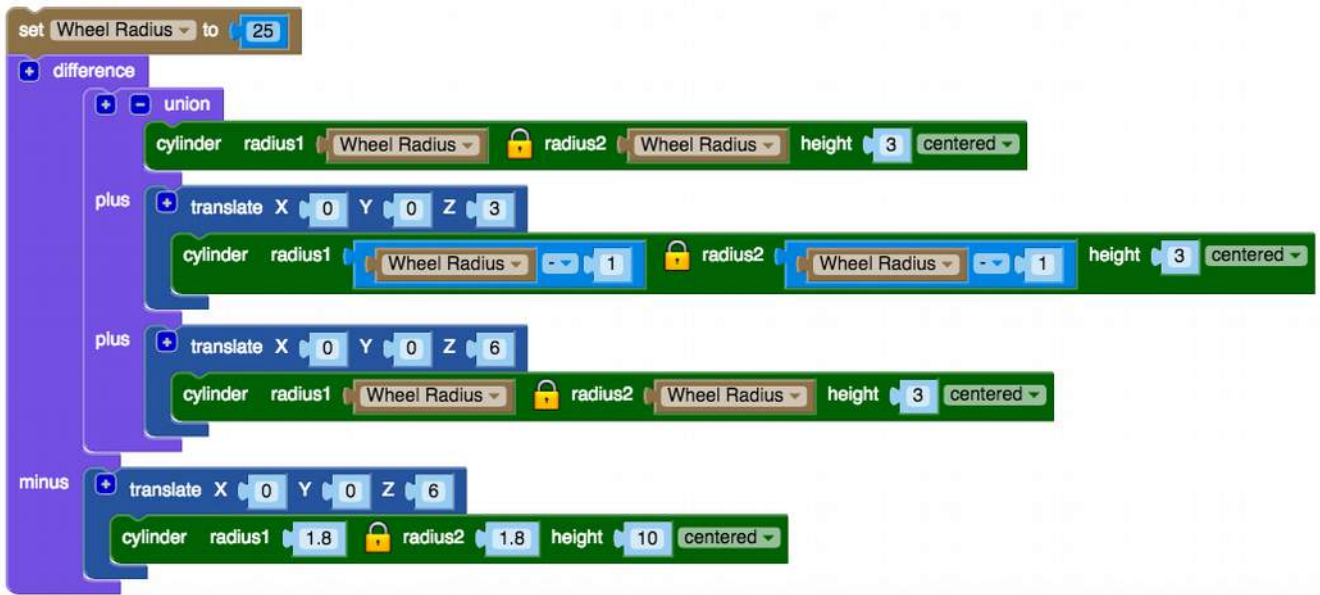 set Wheel Radius to 25
+ difference
+ - union
cylinder radius1 Wheel Radius radius2 Wheel Radius height 3 centered
plus + translate X 0 Y 0 Z 3
cylinder radius1 Wheel Radius - 1 radius2 Wheel Radius - 1 height 3 centered
plus + translate X 0 Y 0 Z 6
cylinder radius1 Wheel Radius radius2 Wheel Radius height 3 centered
minus + translate X 0 Y 0 Z 6
cylinder radius1 1.8 radius2 1.8 height 10 centered